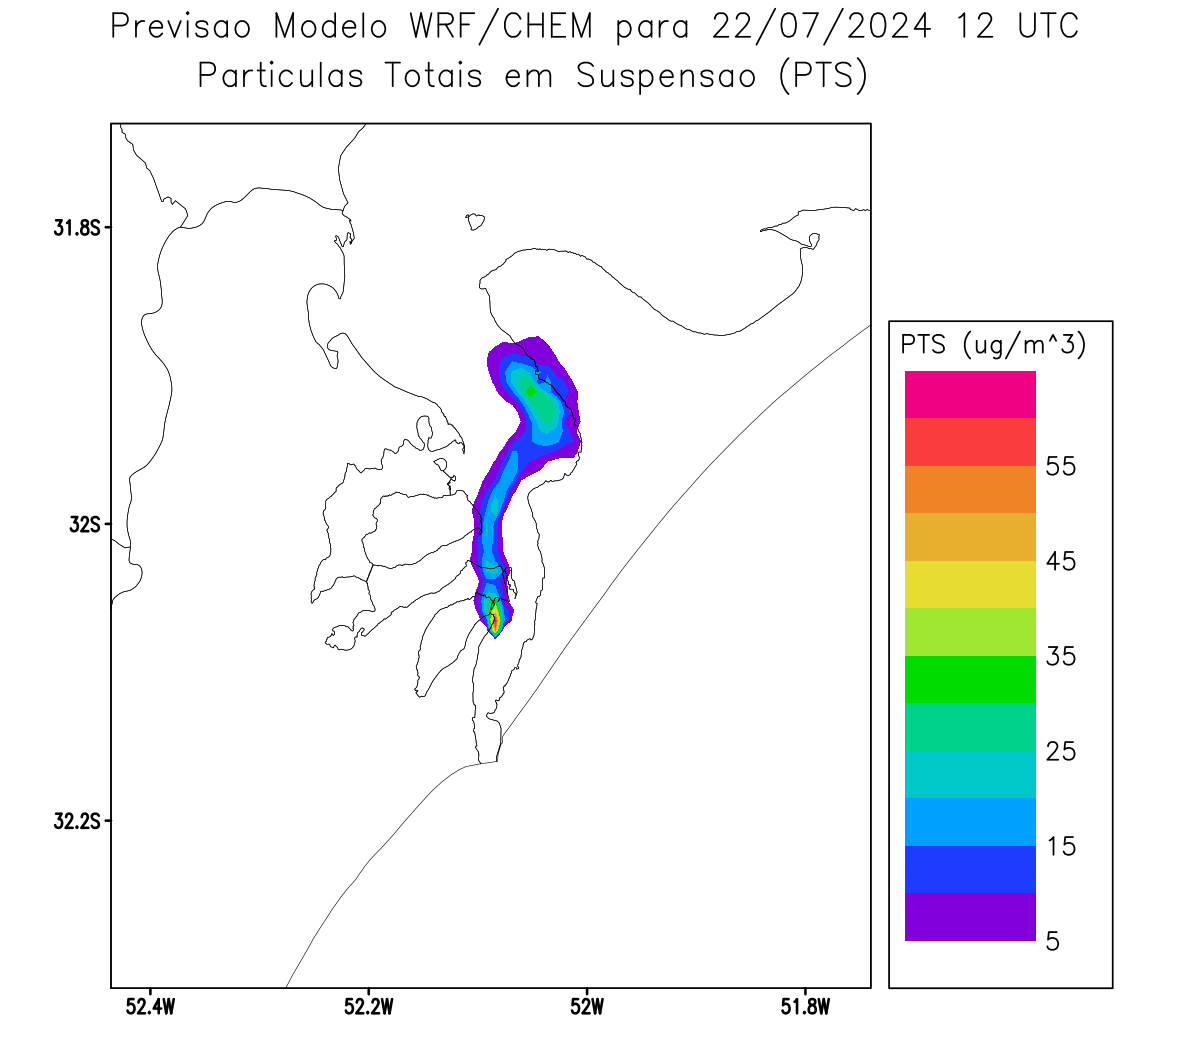 Previsao Modelo WRF/CHEM para 22/07/2024 12 UTC
Particulas Totais em Suspensao (PTS)
31.8S
32S
32.2S
52.4W
52.2W
52W
51.8W
PTS (ug/m^3)
55
45
35
25
15
5